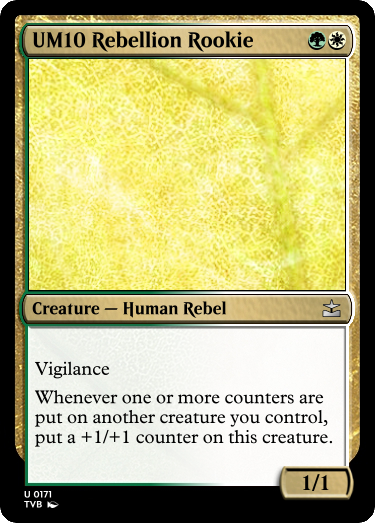 UM10 Rebellion Rookie
Creature — Human Rebel
Vigilance
Whenever one or more counters are
put on another creature you control,
put a +1/+1 counter on this creature.
1/1
U 0171
TVB